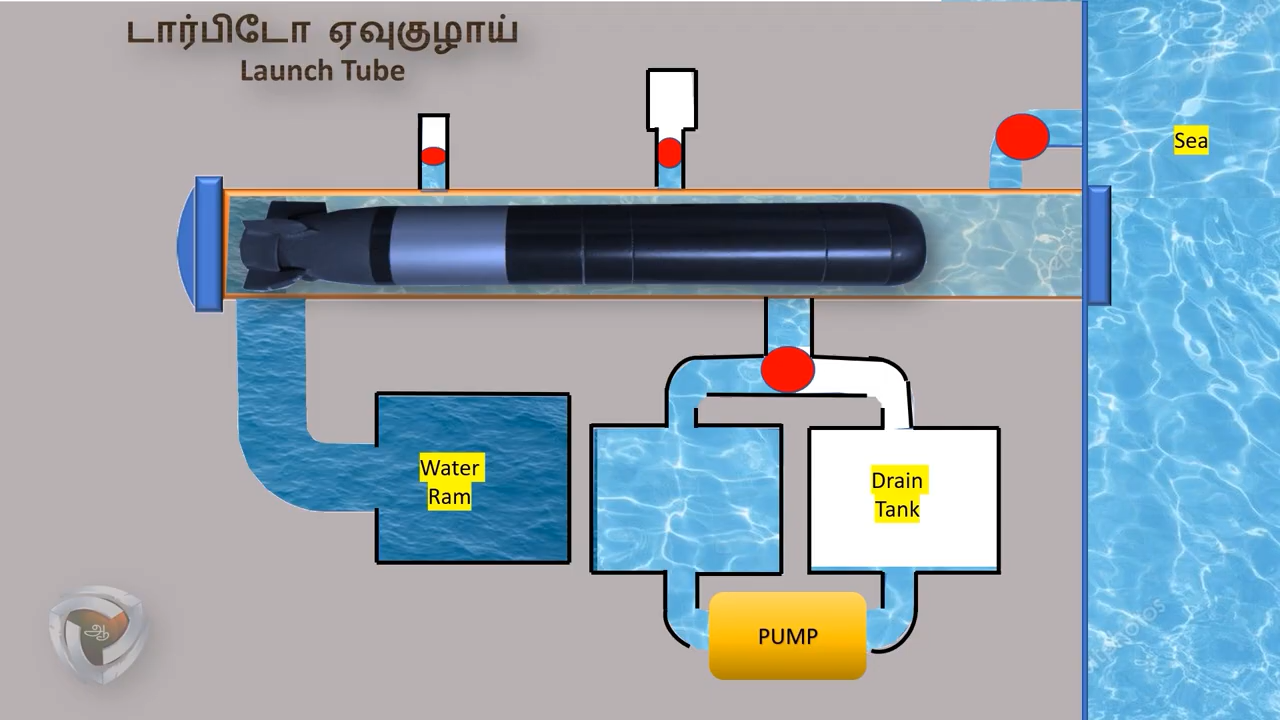 டார்பிடோ ஏவுகுழாய்
Launch Tube
Sea
Water
Ram
Drain
Tank
PUMP